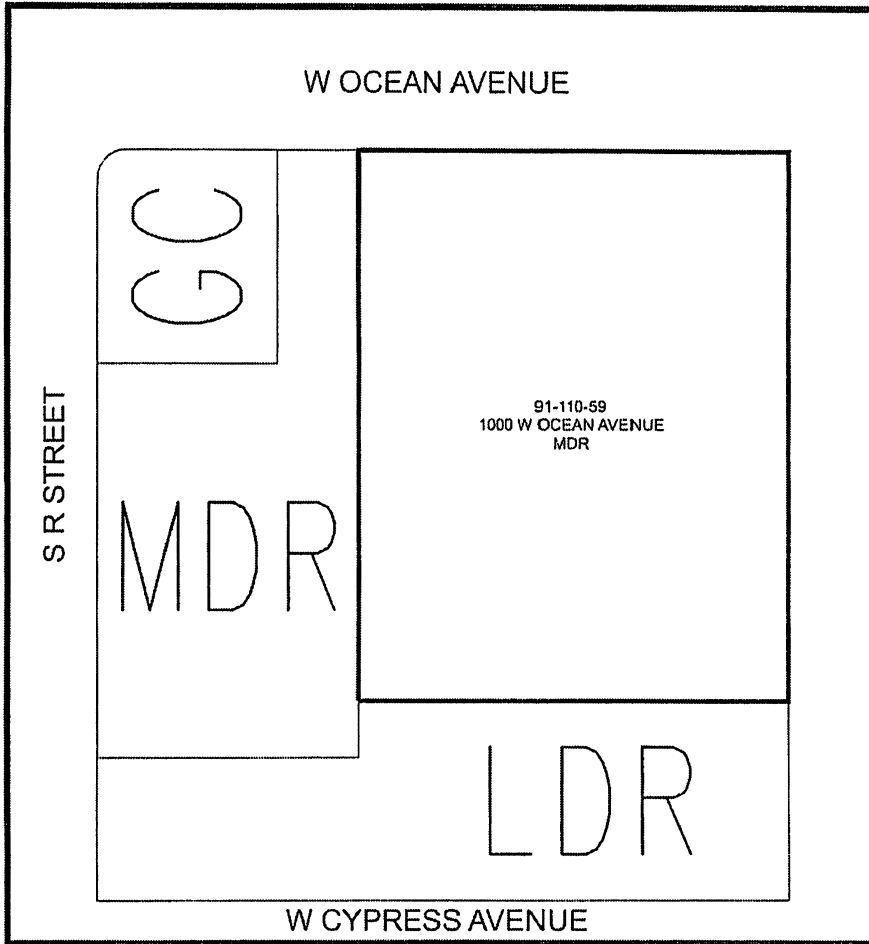 W OCEAN AVENUE
GC
91-110-59
1000 W OCEAN AVENUE
MDR
S R STREET
MDR
LDR
W CYPRESS AVENUE